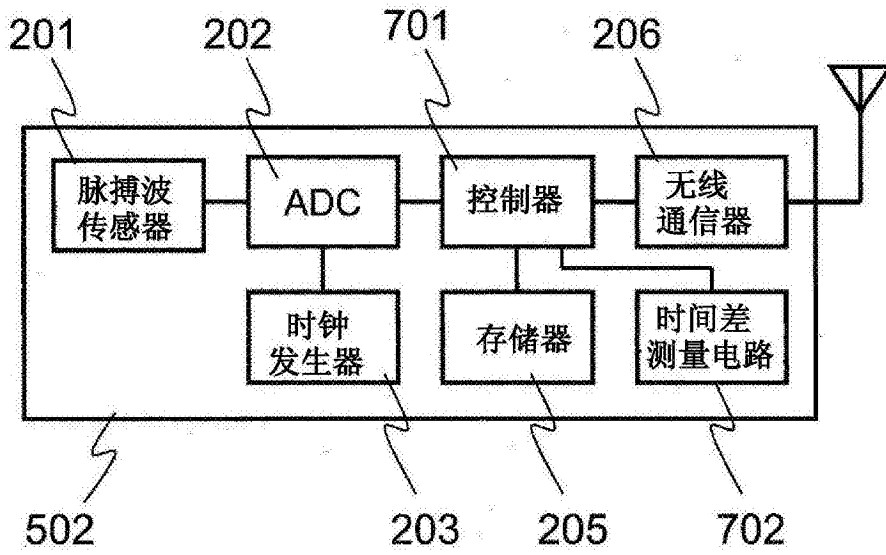 201
202
701
206
脉搏波
传感器
ADC
控制器
无线
通信器
时钟
发生器
存储器
时间差
测量电路
502
203
205
702